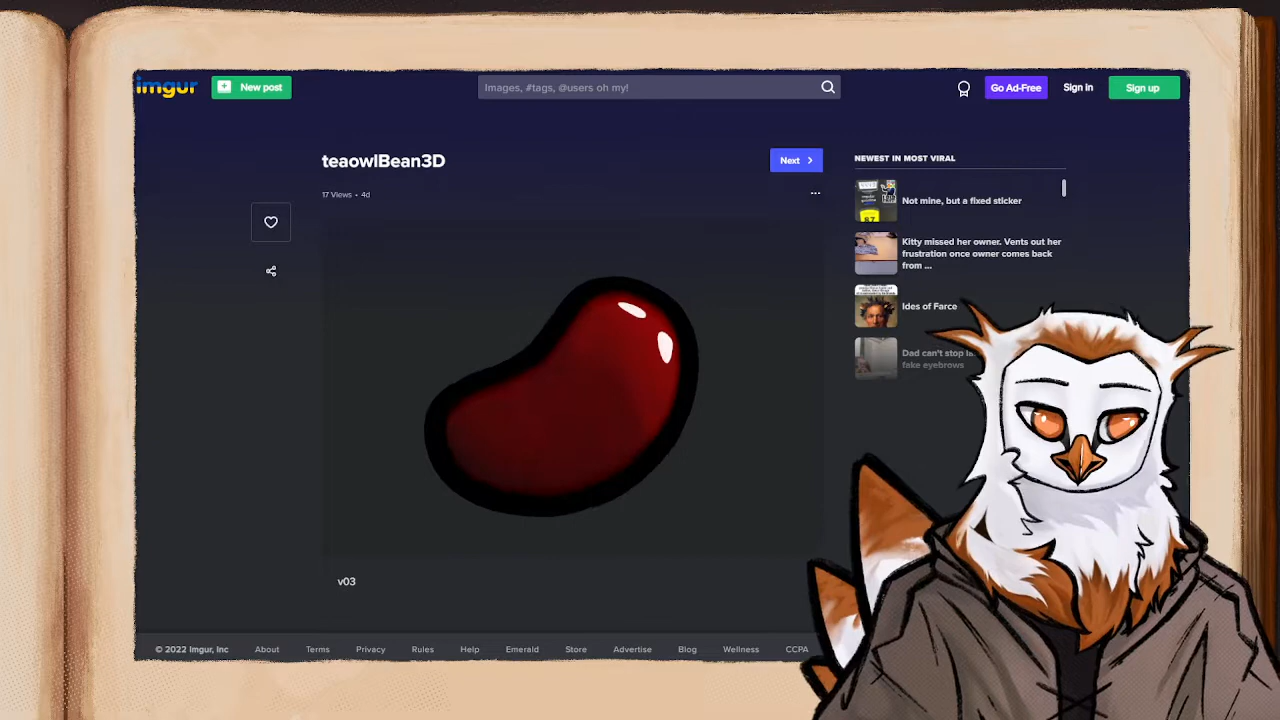 imgur
New post
Images, #tags, @users oh my!
Go Ad-Free
Sign in
Sign up
teaowlBean3D
Next
17 Views • 4d
NEWEST IN MOST VIRAL
Not mine, but a fixed sticker
Kitty missed her owner. Vents out her
frustration once owner comes back
from ...
Ides of Farce
Dad can't stop
fake eyebrows
v03
© 2022 Imgur, Inc
About
Terms
Privacy
Rules
Help
Emerald
Store
Advertise
Blog
Wellness
CCPA